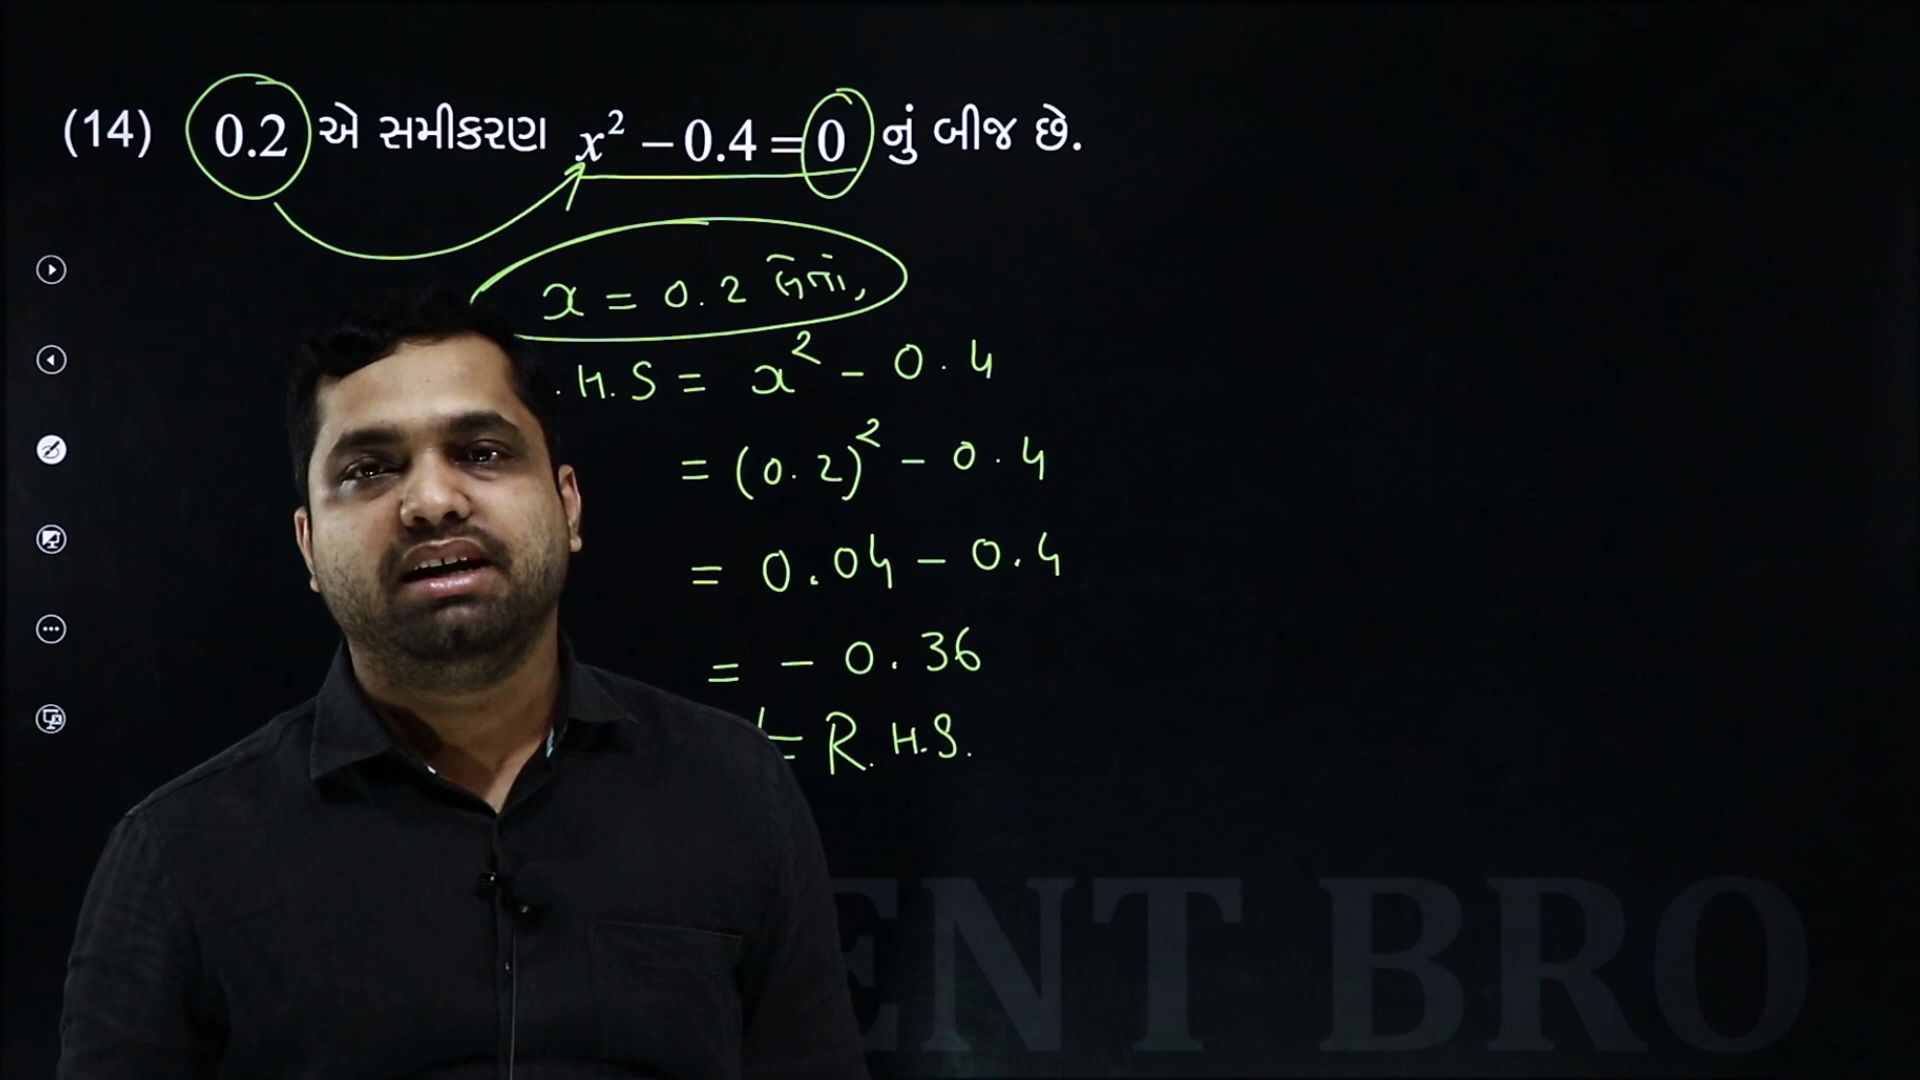 (14) 0.2 એ સમીકરણ x² – 0.4 = 0 નું બીજ છે.
x = 0.2 લેતાં,
.H.S = x² – 0.4
= (0.2)² – 0.4
= 0.04 – 0.4
= – 0.36
≠ R.H.S.
ENT BRO